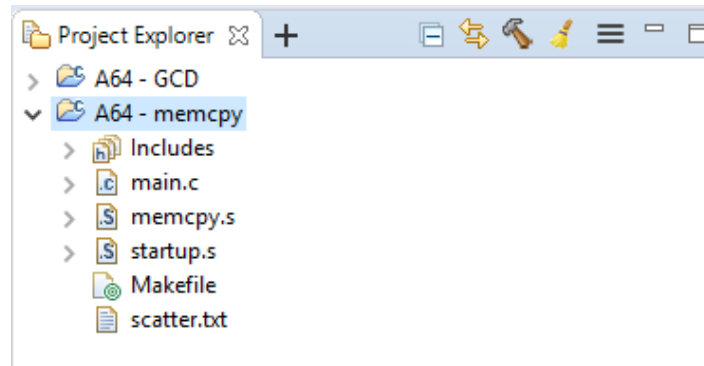 Project Explorer
A64 - GCD
A64 - memcpy
Includes
main.c
memcpy.s
startup.s
Makefile
scatter.txt